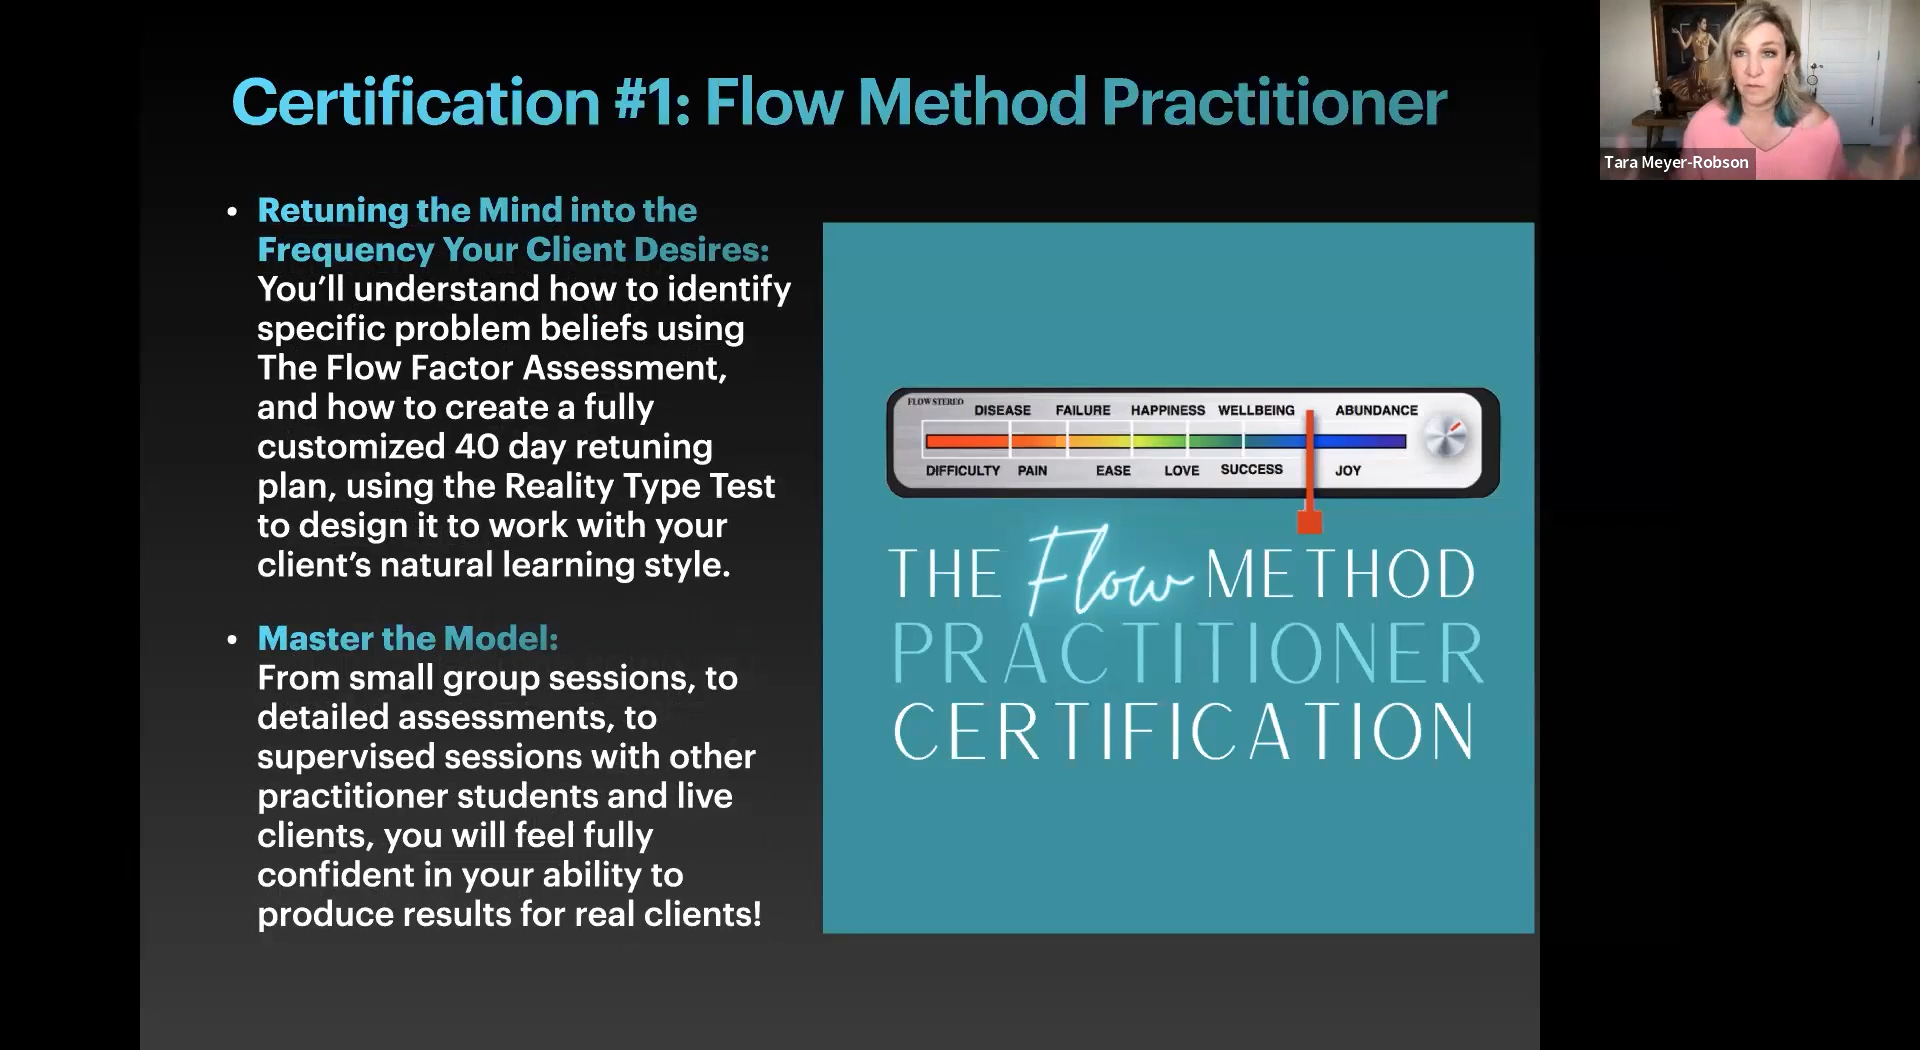 Certification #1: Flow Method Practitioner
Tara Meyer-Robson
• Retuning the Mind into the
Frequency Your Client Desires:
You’ll understand how to identify
specific problem beliefs using
The Flow Factor Assessment,
and how to create a fully
customized 40 day retuning
plan, using the Reality Type Test
to design it to work with your
client’s natural learning style.
• Master the Model:
From small group sessions, to
detailed assessments, to
supervised sessions with other
practitioner students and live
clients, you will feel fully
confident in your ability to
produce results for real clients!
FLOW STEREO
DISEASE FAILURE HAPPINESS WELLBEING ABUNDANCE
DIFFICULTY PAIN EASE LOVE SUCCESS JOY
THE Flow METHOD
PRACTITIONER
CERTIFICATION